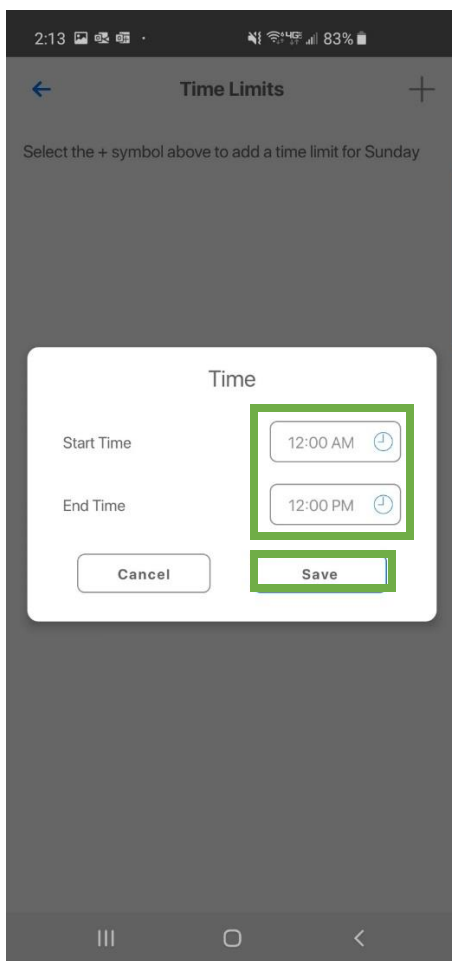 2:13 83%
Time Limits
Select the + symbol above to add a time limit for Sunday
Time
Start Time 12:00 AM
End Time 12:00 PM
Cancel Save